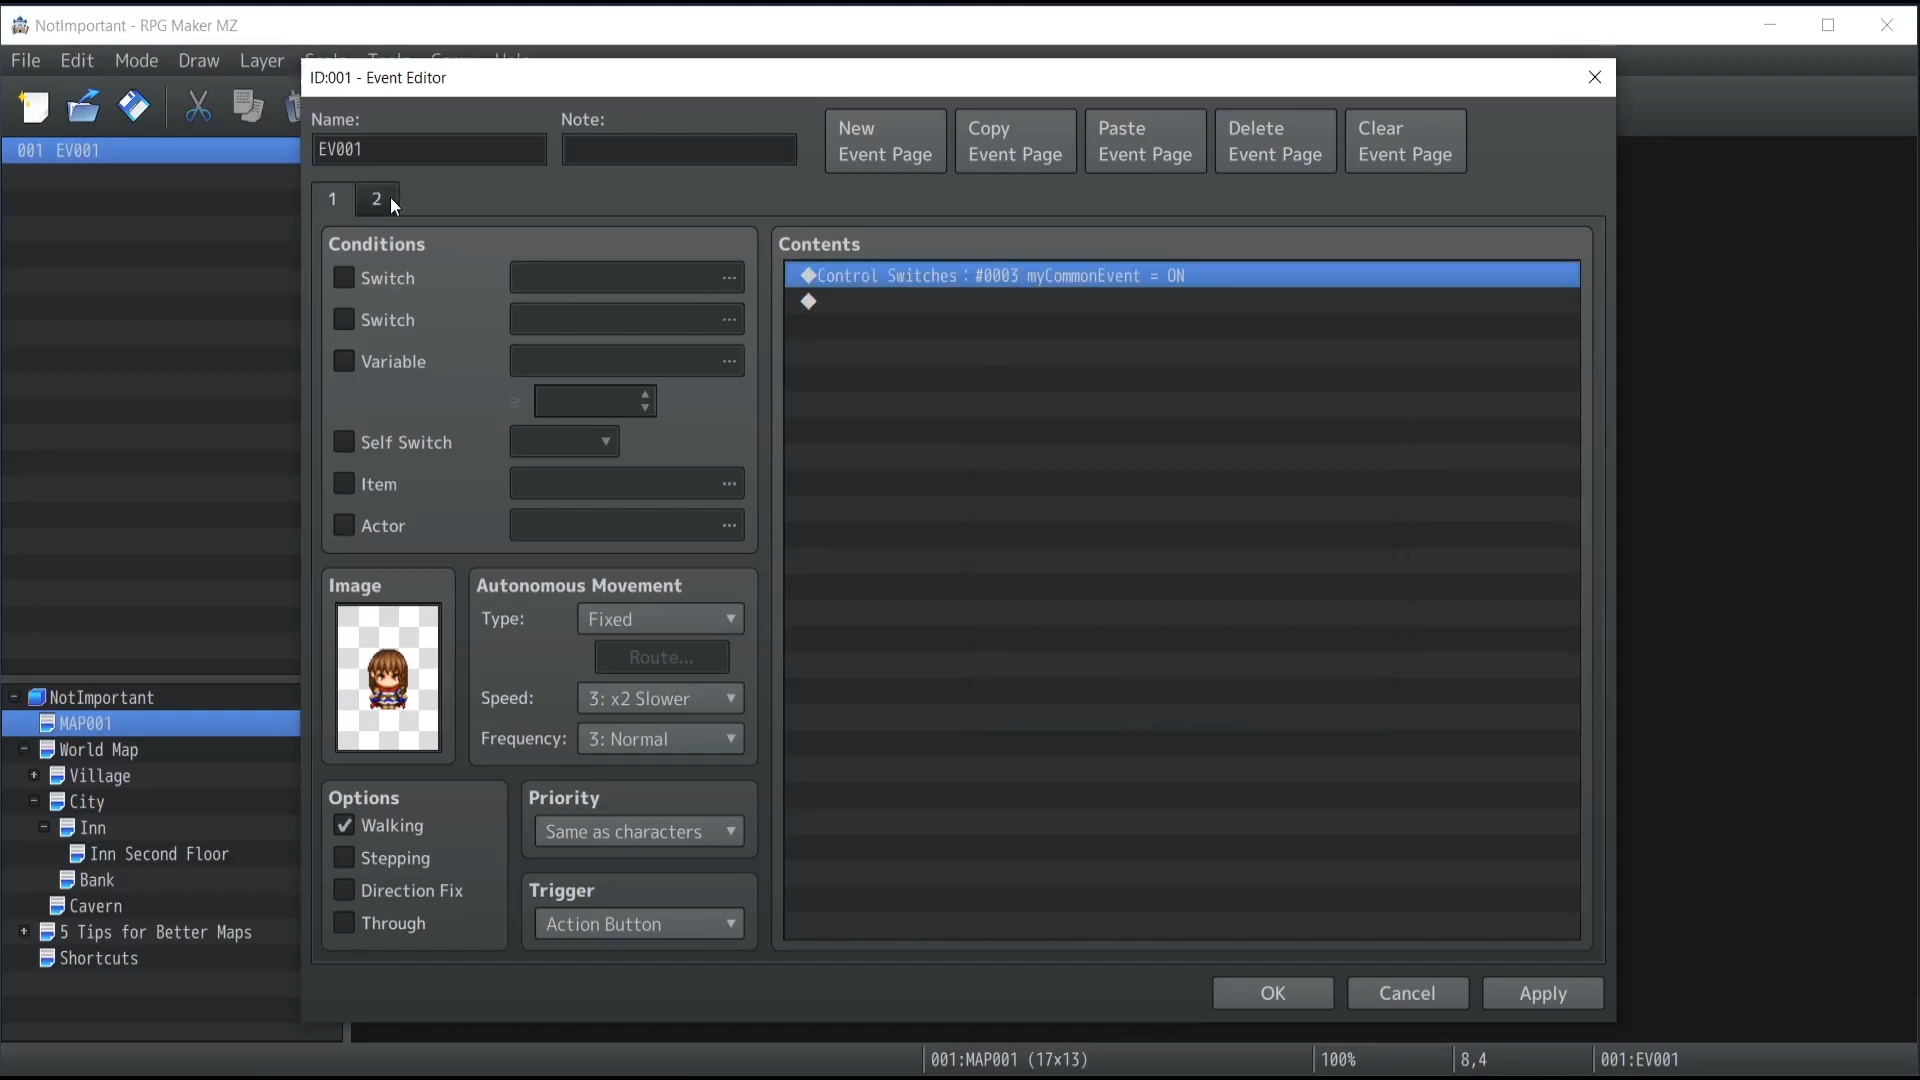 NotImportant - RPG Maker MZ
File Edit Mode Draw Layer
ID:001 - Event Editor
Name:
Note:
EV001
New
Event Page
Copy
Event Page
Paste
Event Page
Delete
Event Page
Clear
Event Page
001 EV001
1 2
Conditions
Switch ...
Switch ...
Variable ...
≥
Self Switch
Item ...
Actor ...
Contents
◆Control Switches：#0003 myCommonEvent = ON
◆
Image
Autonomous Movement
Type: Fixed
Route...
Speed: 3: x2 Slower
Frequency: 3: Normal
Options
Walking
Stepping
Direction Fix
Through
Priority
Same as characters
Trigger
Action Button
NotImportant
MAP001
World Map
Village
City
Inn
Inn Second Floor
Bank
Cavern
5 Tips for Better Maps
Shortcuts
OK Cancel Apply
001:MAP001 (17x13) 100% 8,4 001:EV001